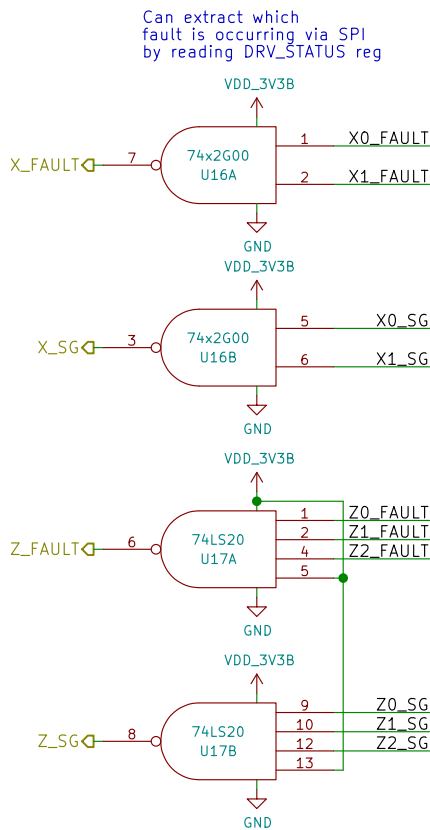 Can extract which
fault is occurring via SPI
by reading DRV_STATUS reg
VDD_3V3B
1 X0_FAULT
X_FAULT 7 74x2G00
U16A
2 X1_FAULT
GND
VDD_3V3B
5 X0_SG
X_SG 3 74x2G00
U16B
6 X1_SG
GND
VDD_3V3B
1 Z0_FAULT
2 Z1_FAULT
Z_FAULT 6 74LS20
U17A
4 Z2_FAULT
5
GND
VDD_3V3B
9 Z0_SG
10 Z1_SG
Z_SG 8 74LS20
U17B
12 Z2_SG
13
GND